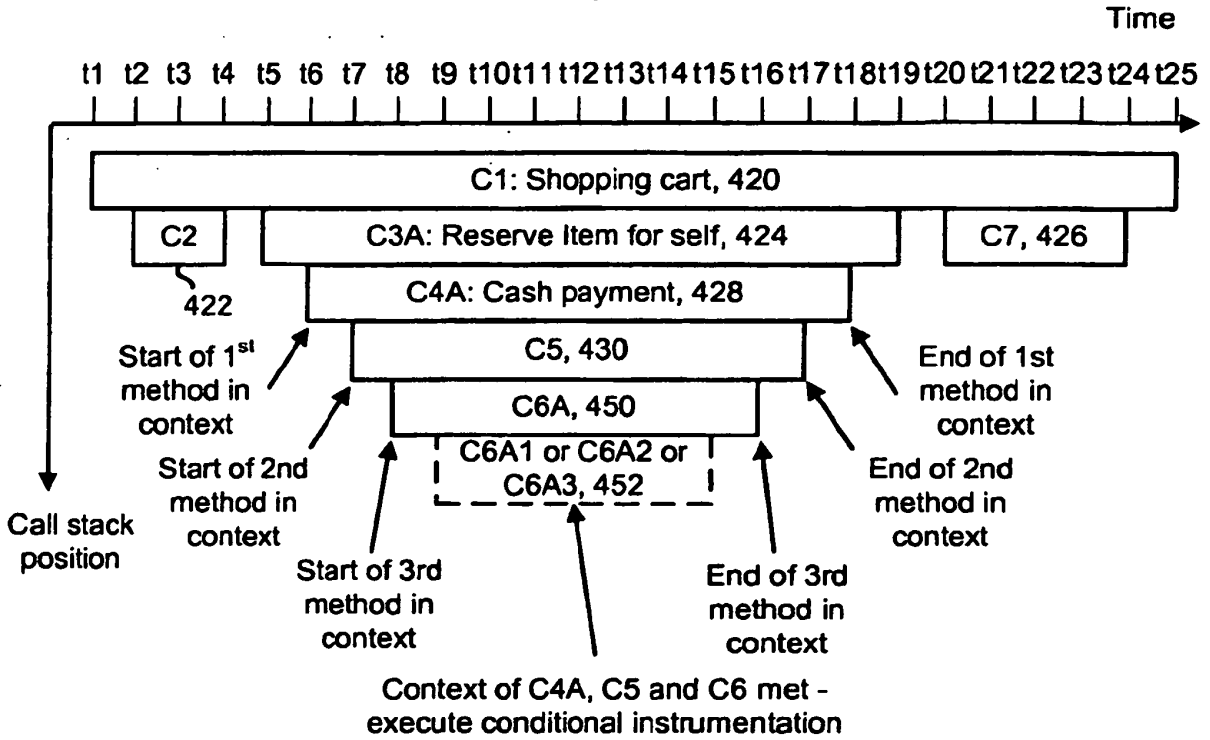 Time
t1 t2 t3 t4 t5 t6 t7 t8 t9 t10 t11 t12 t13 t14 t15 t16 t17 t18 t19 t20 t21 t22 t23 t24 t25
C1: Shopping cart, 420
C2
C3A: Reserve item for self, 424
C7, 426
422
C4A: Cash payment, 428
Start of 1st
method in
context
C5, 430
End of 1st
method in
context
C6A, 450
Start of 2nd
method in
context
C6A1 or C6A2 or
C6A3, 452
End of 2nd
method in
context
Call stack
position
Start of 3rd
method in
context
End of 3rd
method in
context
Context of C4A, C5 and C6 met -
execute conditional instrumentation